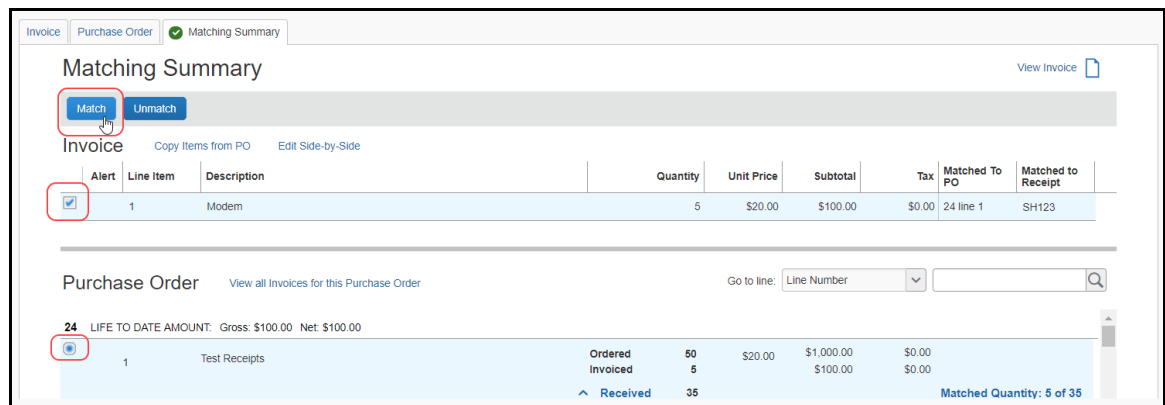 Invoice Purchase Order Matching Summary
Matching Summary
View Invoice
Match Unmatch
Invoice Copy Items from PO Edit Side-by-Side
Alert Line Item Description Quantity Unit Price Subtotal Tax Matched To PO Matched to Receipt
1 Modem 5 $20.00 $100.00 $0.00 24 line 1 SH123
Purchase Order View all Invoices for this Purchase Order Go to line: Line Number
24 LIFE TO DATE AMOUNT: Gross: $100.00 Net: $100.00
1 Test Receipts Ordered 50 $20.00 $1,000.00 $0.00
Invoiced 5 $100.00 $0.00
Received 35 Matched Quantity: 5 of 35